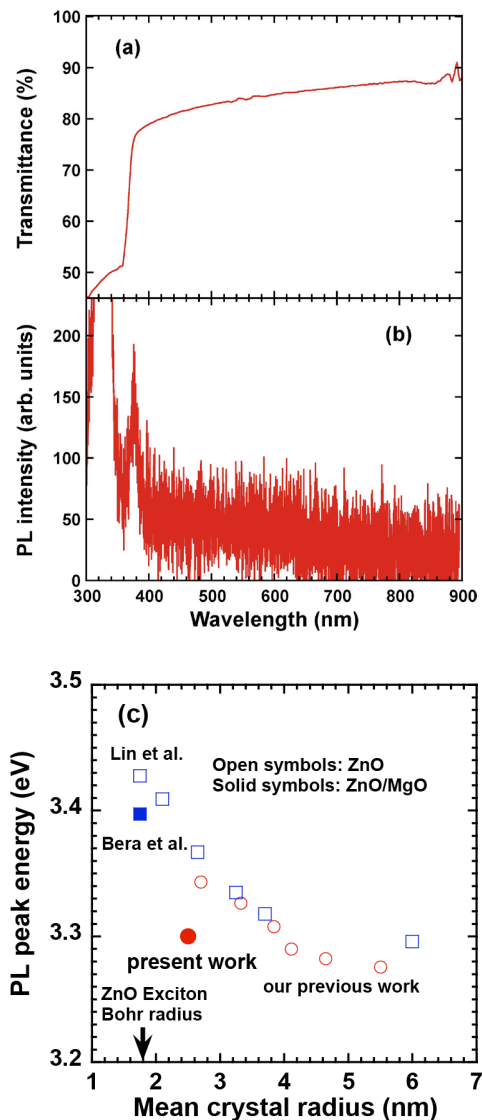 100
(a)
90
80
70
60
50
Transmittance (%)
200
(b)
150
100
50
0
PL intensity (arb. units)
300 400 500 600 700 800 900
Wavelength (nm)
3.5
(c)
Lin et al.
Open symbols: ZnO
Solid symbols: ZnO/MgO
3.4
Bera et al.
3.3
present work
our previous work
ZnO Exciton
Bohr radius
3.2
PL peak energy (eV)
1 2 3 4 5 6 7
Mean crystal radius (nm)